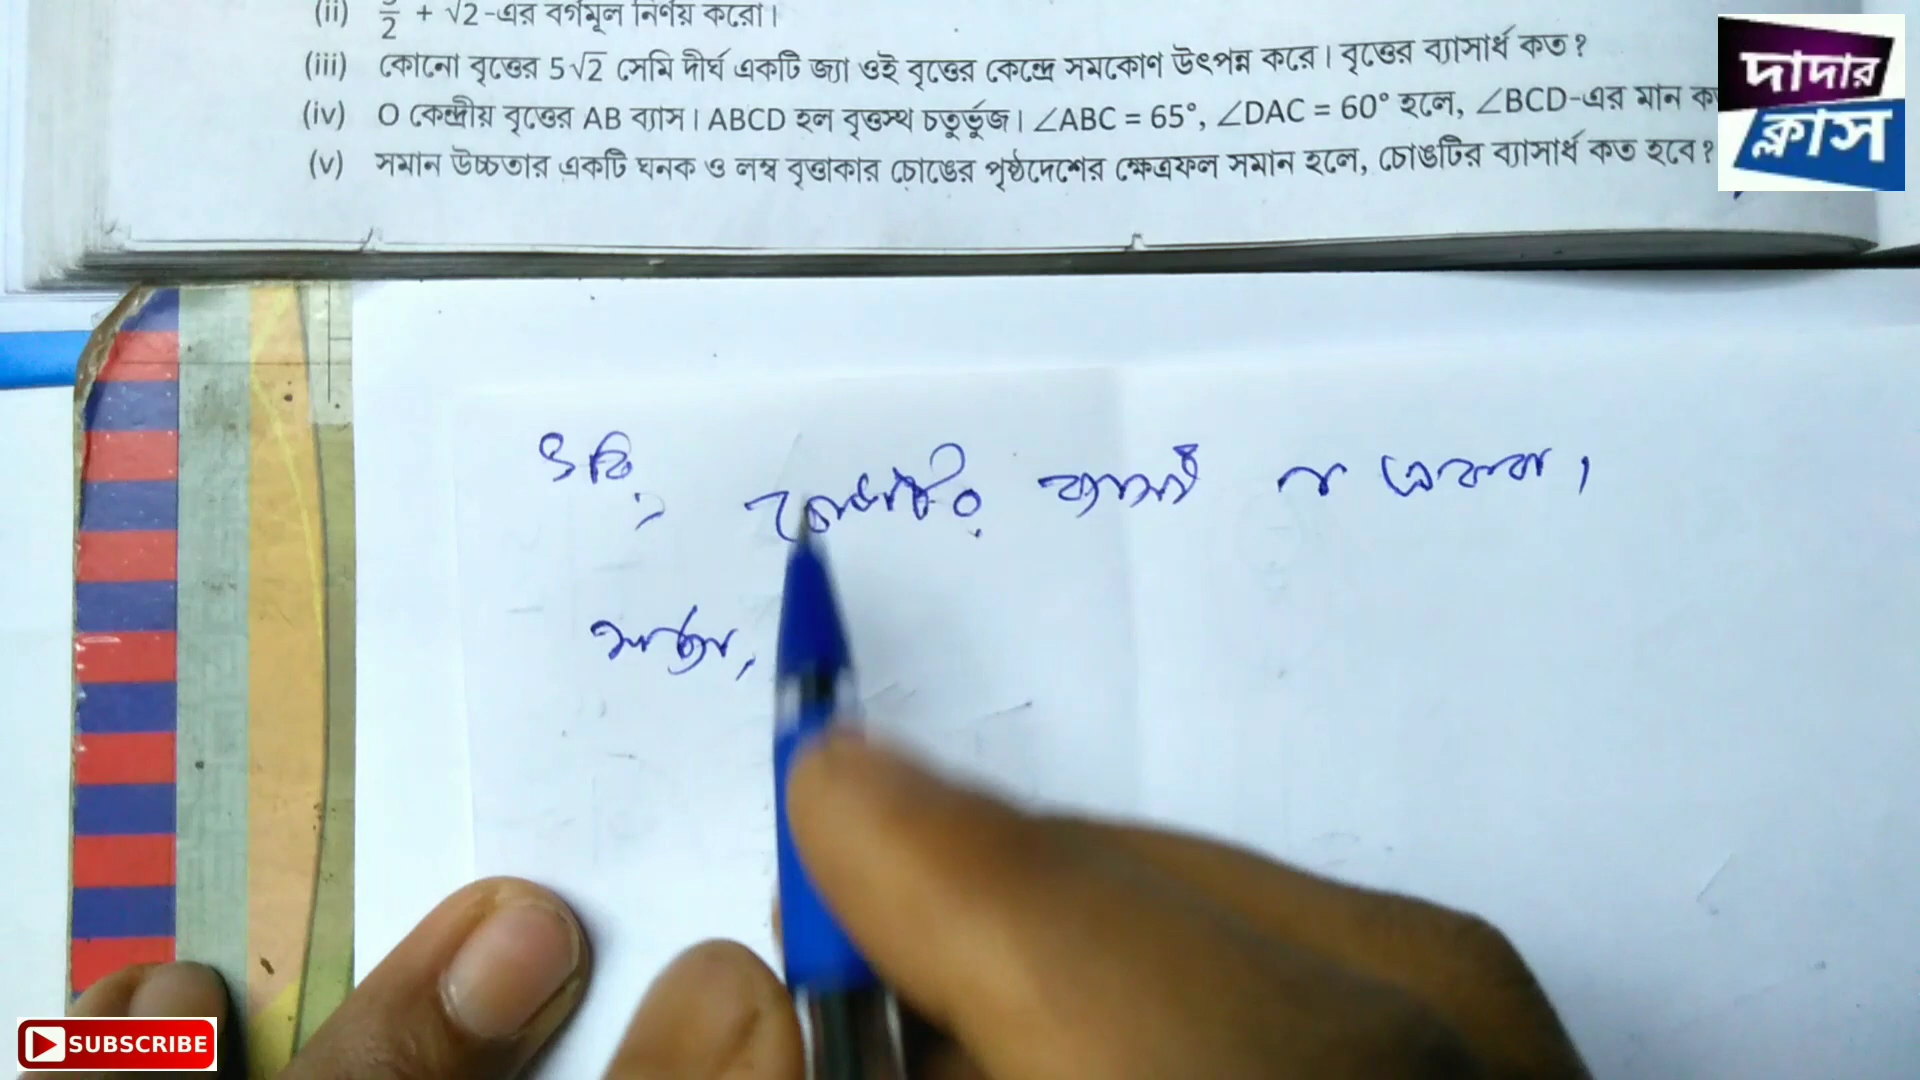 (ii) 3/2 + √2-এর বর্গমূল নির্ণয় করো।
(iii) কোনো বৃত্তের 5√2 সেমি দীর্ঘ একটি জ্যা ওই বৃত্তের কেন্দ্রে সমকোণ উৎপন্ন করে। বৃত্তের ব্যাসার্ধ কত?
(iv) O কেন্দ্রীয় বৃত্তের AB ব্যাস। ABCD হল বৃত্তস্থ চতুর্ভুজ। ∠ABC = 65°, ∠DAC = 60° হলে, ∠BCD-এর মান
(v) সমান উচ্চতার একটি ঘনক ও লম্ব বৃত্তাকার চোঙের পৃষ্ঠদেশের ক্ষেত্রফল সমান হলে, চোঙটির ব্যাসার্ধ কত হবে?
দাদার
ক্লাস
ধরি, চোঙটির ব্যাসার্ধ r একক।
SUBSCRIBE